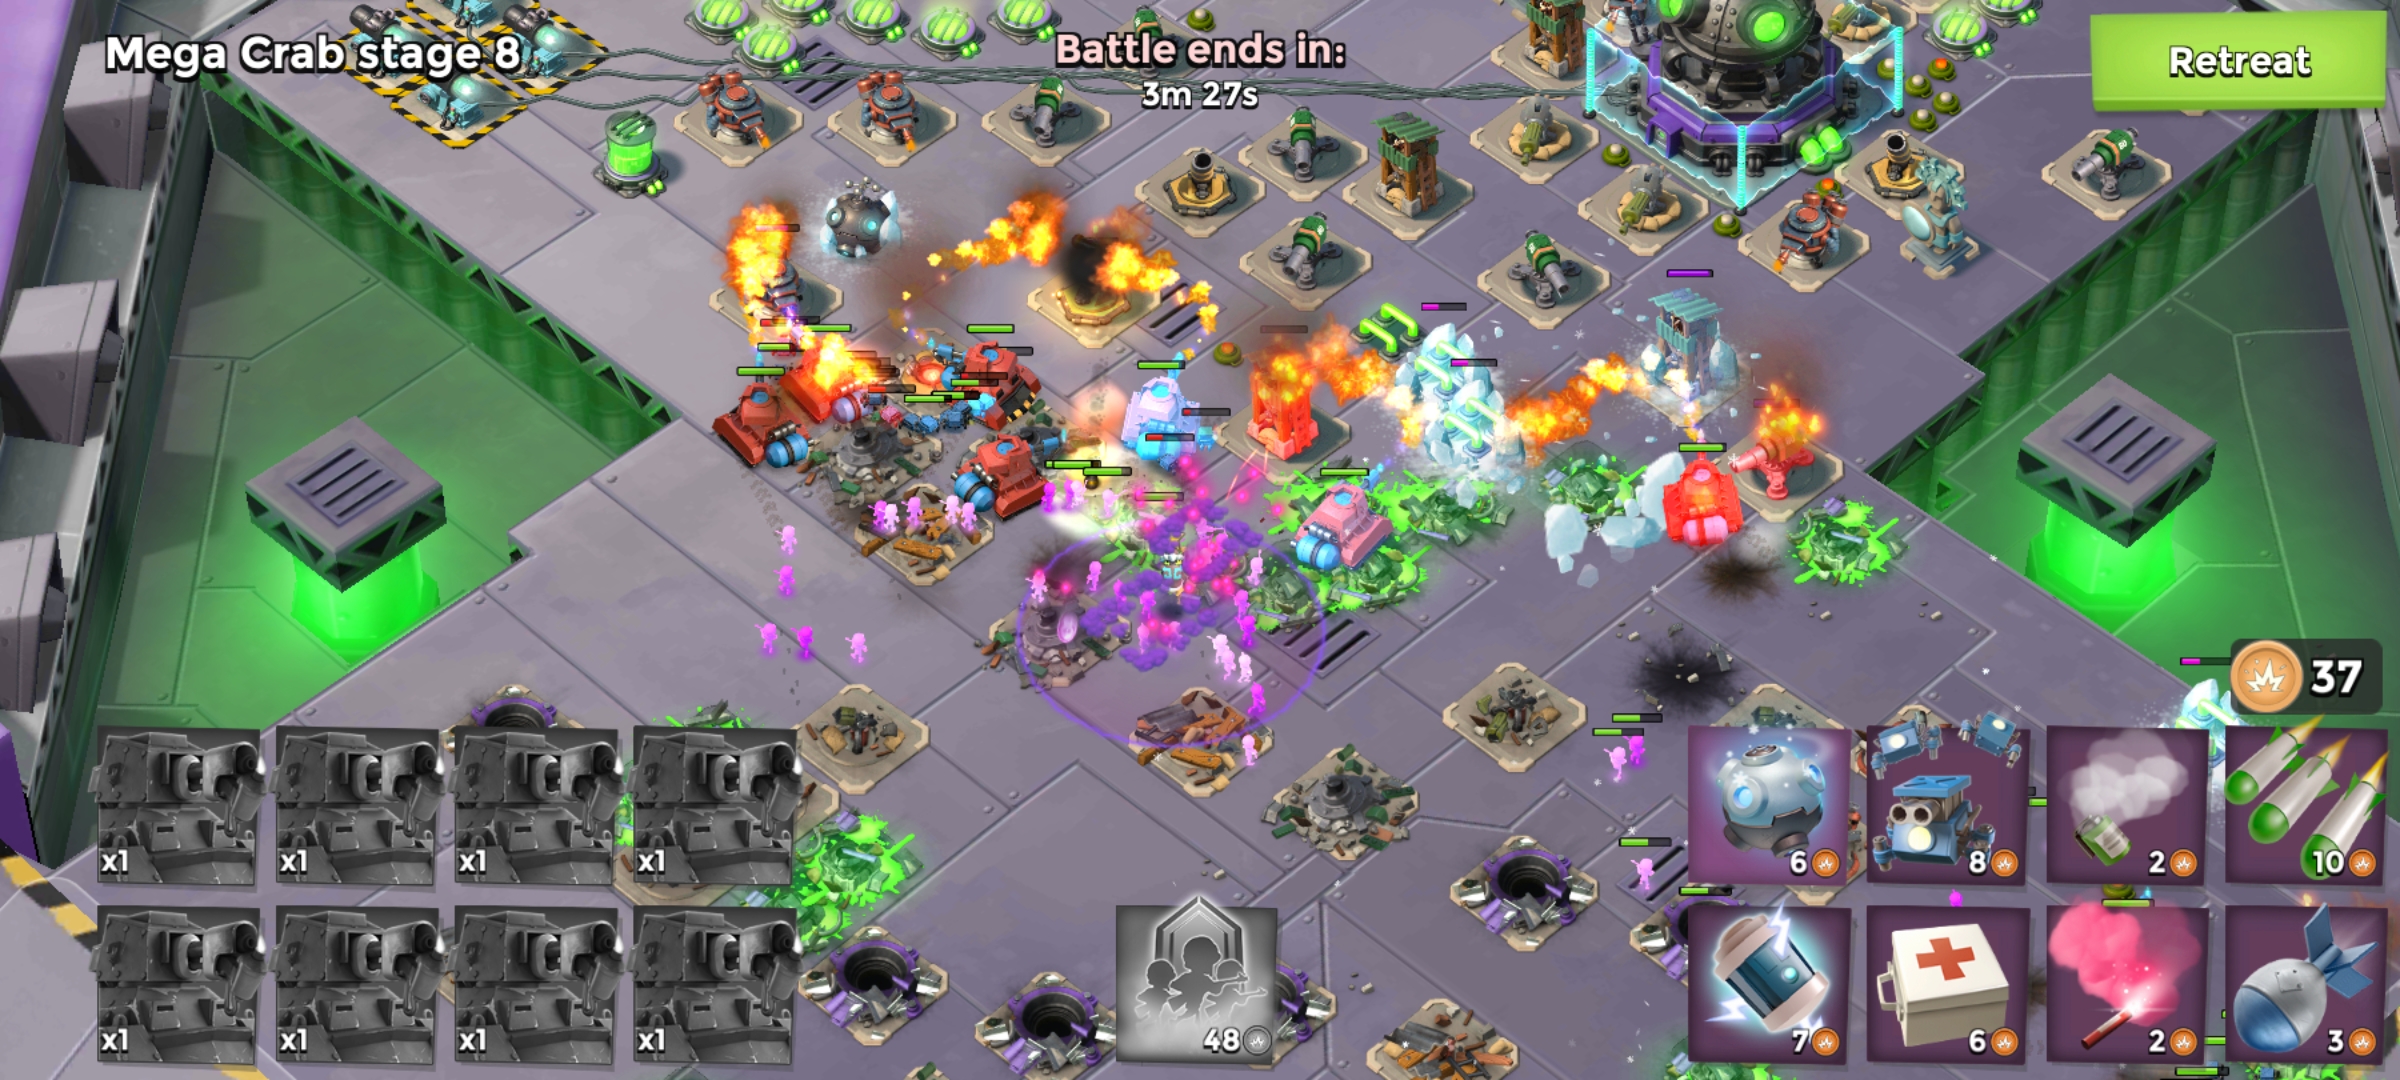 Mega Crab stage 8
Battle ends in:
3m 27s
Retreat
37
x1
x1
x1
x1
6
8
2
10
x1
x1
x1
x1
48
7
6
2
3